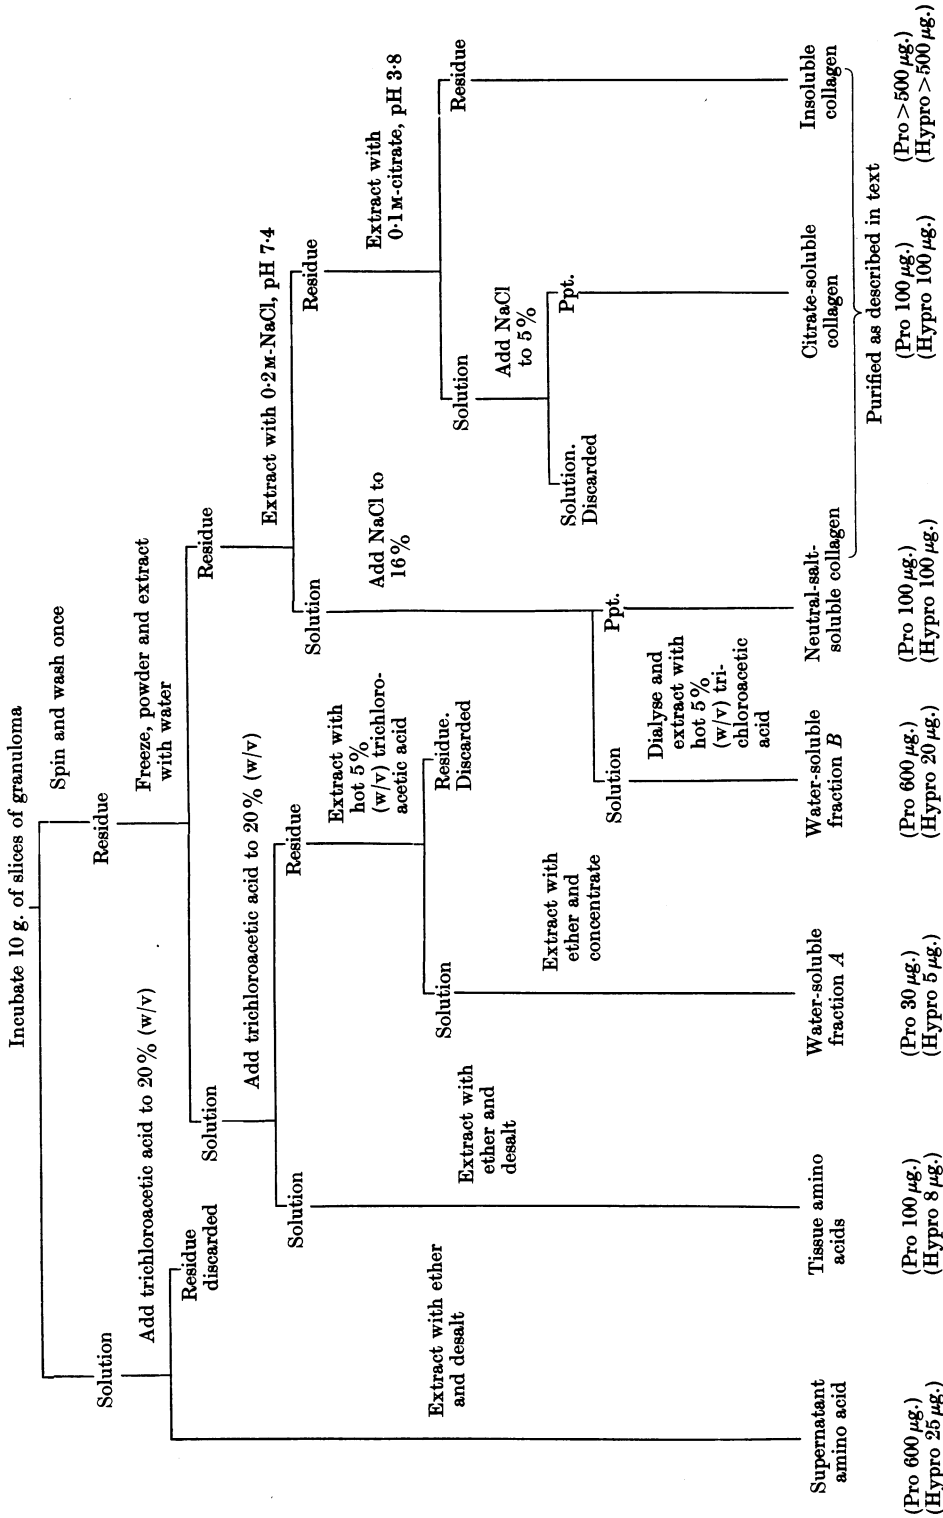 Incubate 10 g. of slices of granuloma
Spin and wash once
Solution
Residue
Add trichloroacetic acid to 20% (w/v)
Freeze, powder and extract
with water
Residue
discarded
Solution
Residue
Add trichloroacetic acid to 20% (w/v)
Extract with 0·2M-NaCl, pH 7·4
Solution
Residue
Solution
Residue
Extract with
hot 5%
(w/v) trichloro-
acetic acid
Add NaCl to
16%
Extract with
0·1M-citrate, pH 3·8
Extract with ether
and desalt
Extract with
ether and
desalt
Solution
Residue.
Discarded
Solution
Residue
Extract with
ether and
concentrate
Add NaCl
to 5%
Solution.
Discarded
Ppt.
Solution
Ppt.
Dialyse and
extract with
hot 5%
(w/v) tri-
chloroacetic
acid
Supernatant
amino acid
Tissue amino
acids
Water-soluble
fraction A
Water-soluble
fraction B
Neutral-salt-
soluble collagen
Citrate-soluble
collagen
Insoluble
collagen
Purified as described in text
(Pro 600 μg.)
(Hypro 25 μg.)
(Pro 100 μg.)
(Hypro 8 μg.)
(Pro 30 μg.)
(Hypro 5 μg.)
(Pro 600 μg.)
(Hypro 20 μg.)
(Pro 100 μg.)
(Hypro 100 μg.)
(Pro 100 μg.)
(Hypro 100 μg.)
(Pro > 500 μg.)
(Hypro > 500 μg.)